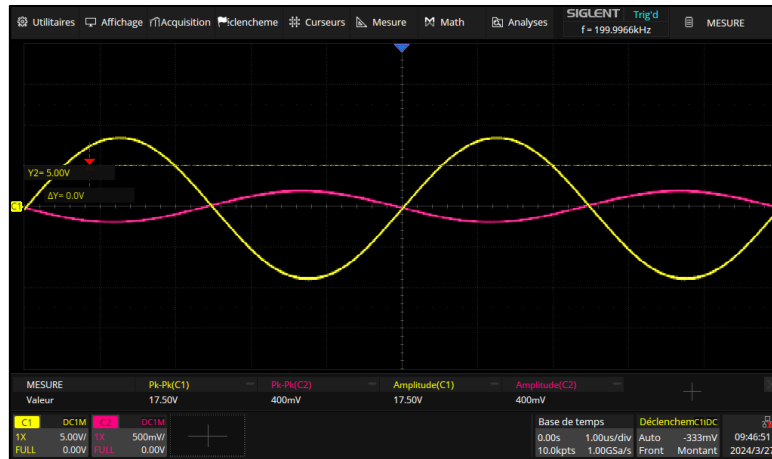 Utilitaires Affichage Acquisition clencheme Curseurs Mesure Math Analyses SIGLENT Trig'd MESURE
f = 199.9966kHz
Y2= 5.00V
ΔY= 0.0V
C1
MESURE Pk-Pk(C1) Pk-Pk(C2) Amplitude(C1) Amplitude(C2)
Valeur 17.50V 400mV 17.50V 400mV
C1 DC1M C2 DC1M Base de temps DéclenchemC1DC
1X 5.00V/ 1X 500mV/ 0.00s 1.00us/div Auto -333mV 09:46:51
FULL 0.00V FULL 0.00V 10.0kpts 1.00GSa/s Front Montant 2024/3/27